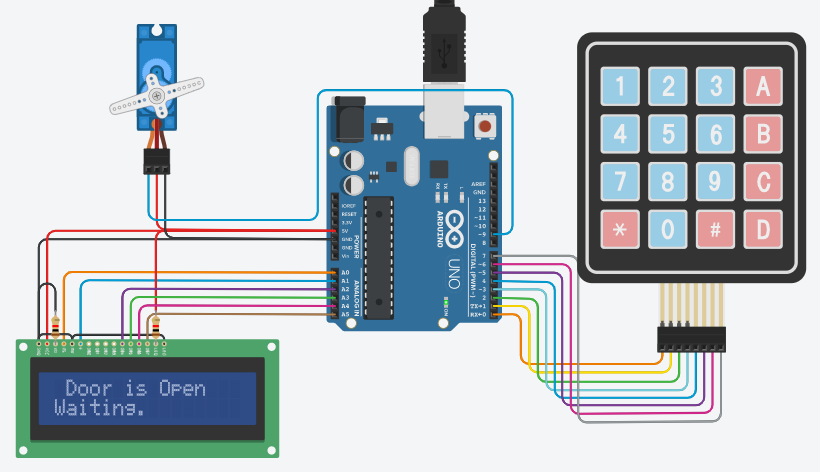 1 2 3 A
4 5 6 B
7 8 9 C
* 0 # D
AREF
GND
13
12
~11
~10
~9
8
7
~6
~5
4
~3
2
TX→1
RX←0
DIGITAL (PWM~)
IOREF
RESET
3.3V
5V
GND
GND
Vin
POWER
A0
A1
A2
A3
A4
A5
ANALOG IN
RX
TX
L
ON
ARDUINO
UNO
Door is Open
Waiting.